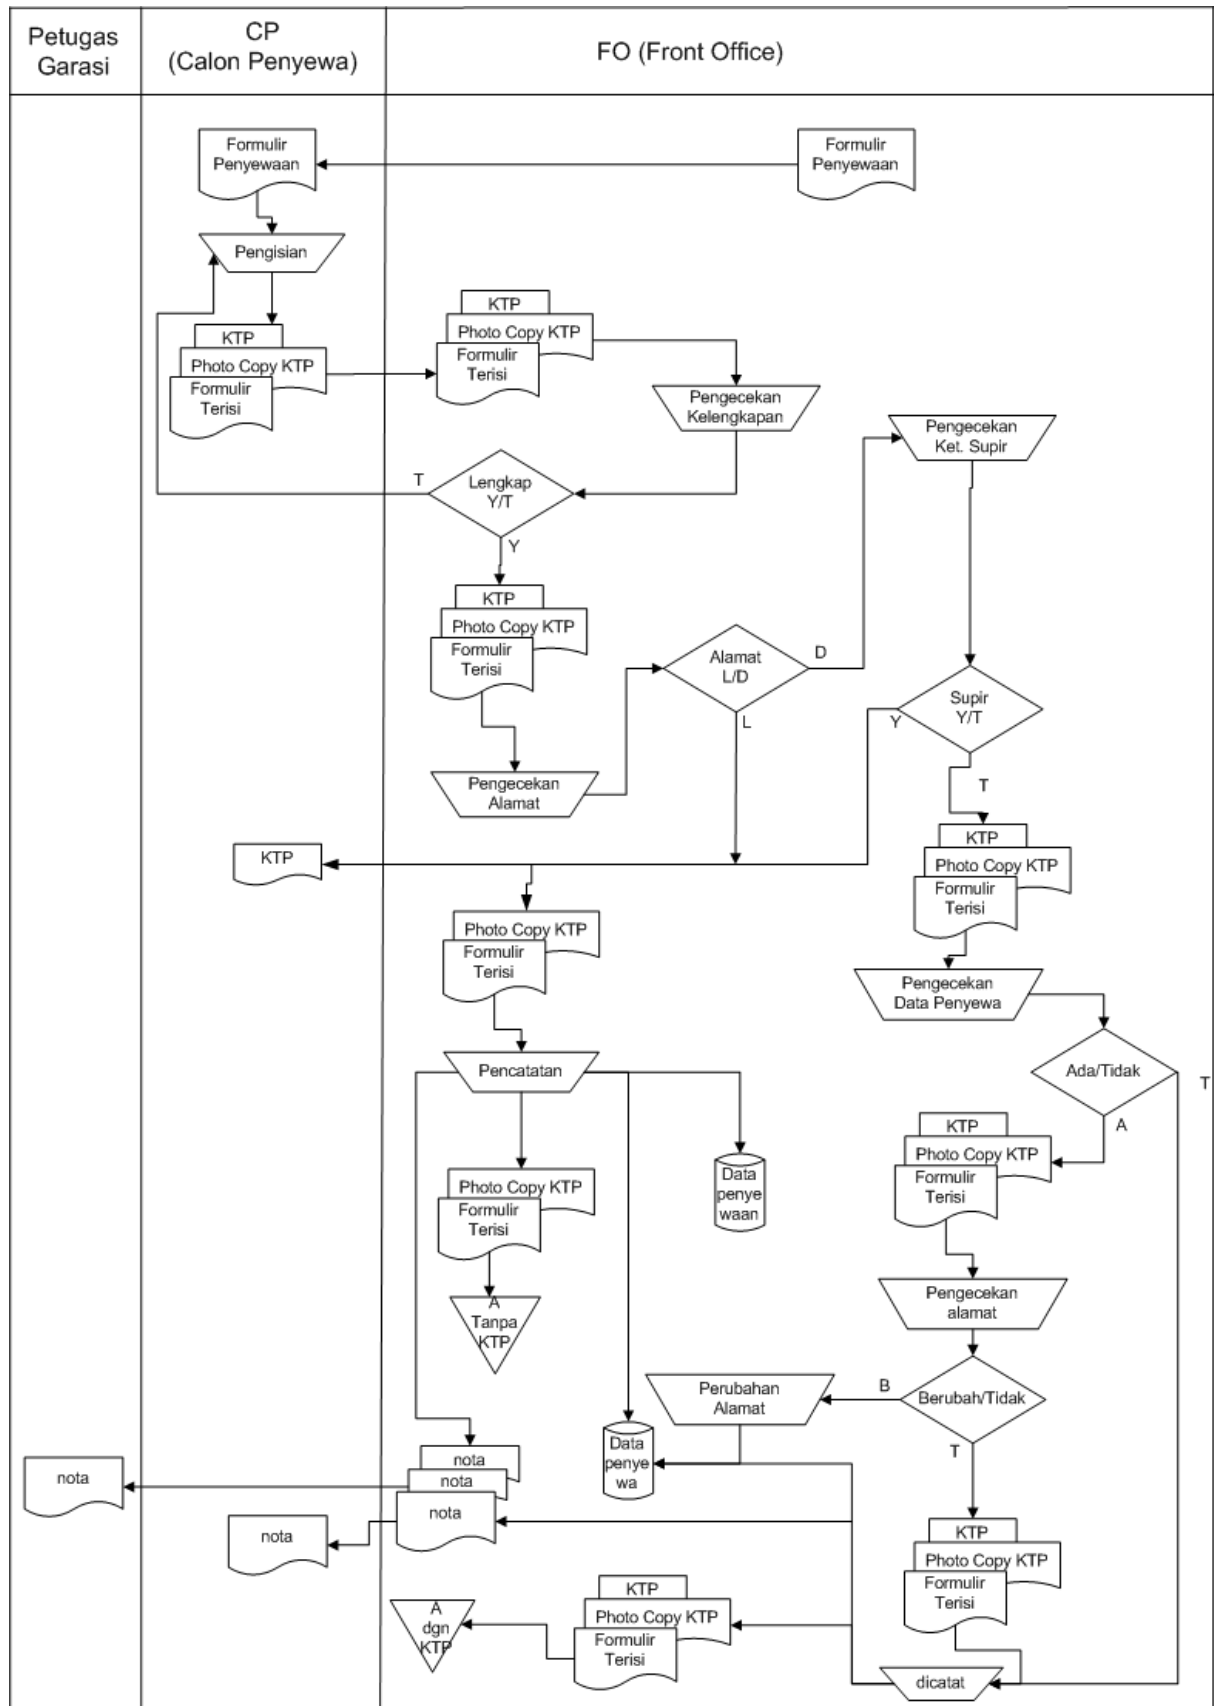 Petugas
Garasi
CP
(Calon Penyewa)
FO (Front Office)
Formulir
Penyewaan
Formulir
Penyewaan
Pengisian
KTP
Photo Copy KTP
Formulir
Terisi
KTP
Photo Copy KTP
Formulir
Terisi
Pengecekan
Kelengkapan
Pengecekan
Ket. Supir
T
Lengkap
Y/T
Y
KTP
Photo Copy KTP
Formulir
Terisi
Alamat
L/D
D
L
Supir
Y/T
Y
T
Pengecekan
Alamat
KTP
KTP
Photo Copy KTP
Formulir
Terisi
Photo Copy KTP
Formulir
Terisi
Pengecekan
Data Penyewa
Pencatatan
Ada/Tidak
T
A
KTP
Photo Copy KTP
Formulir
Terisi
Photo Copy KTP
Formulir
Terisi
Data
penye
waan
A
Tanpa
KTP
Pengecekan
alamat
Perubahan
Alamat
B
Berubah/Tidak
T
Data
penye
wa
nota
nota
nota
nota
nota
KTP
Photo Copy KTP
Formulir
Terisi
A
dgn
KTP
KTP
Photo Copy KTP
Formulir
Terisi
dicatat